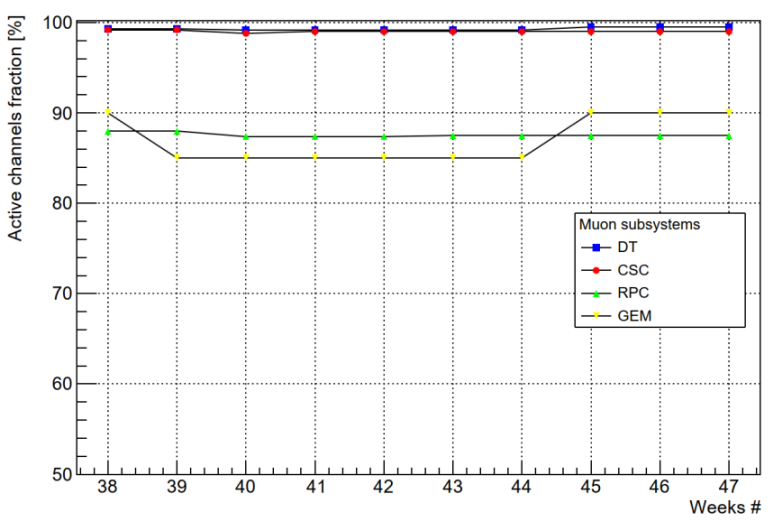 Active channels fraction [%]
100
90
80
70
60
50
Muon subsystems
DT
CSC
RPC
GEM
38 39 40 41 42 43 44 45 46 47
Weeks #